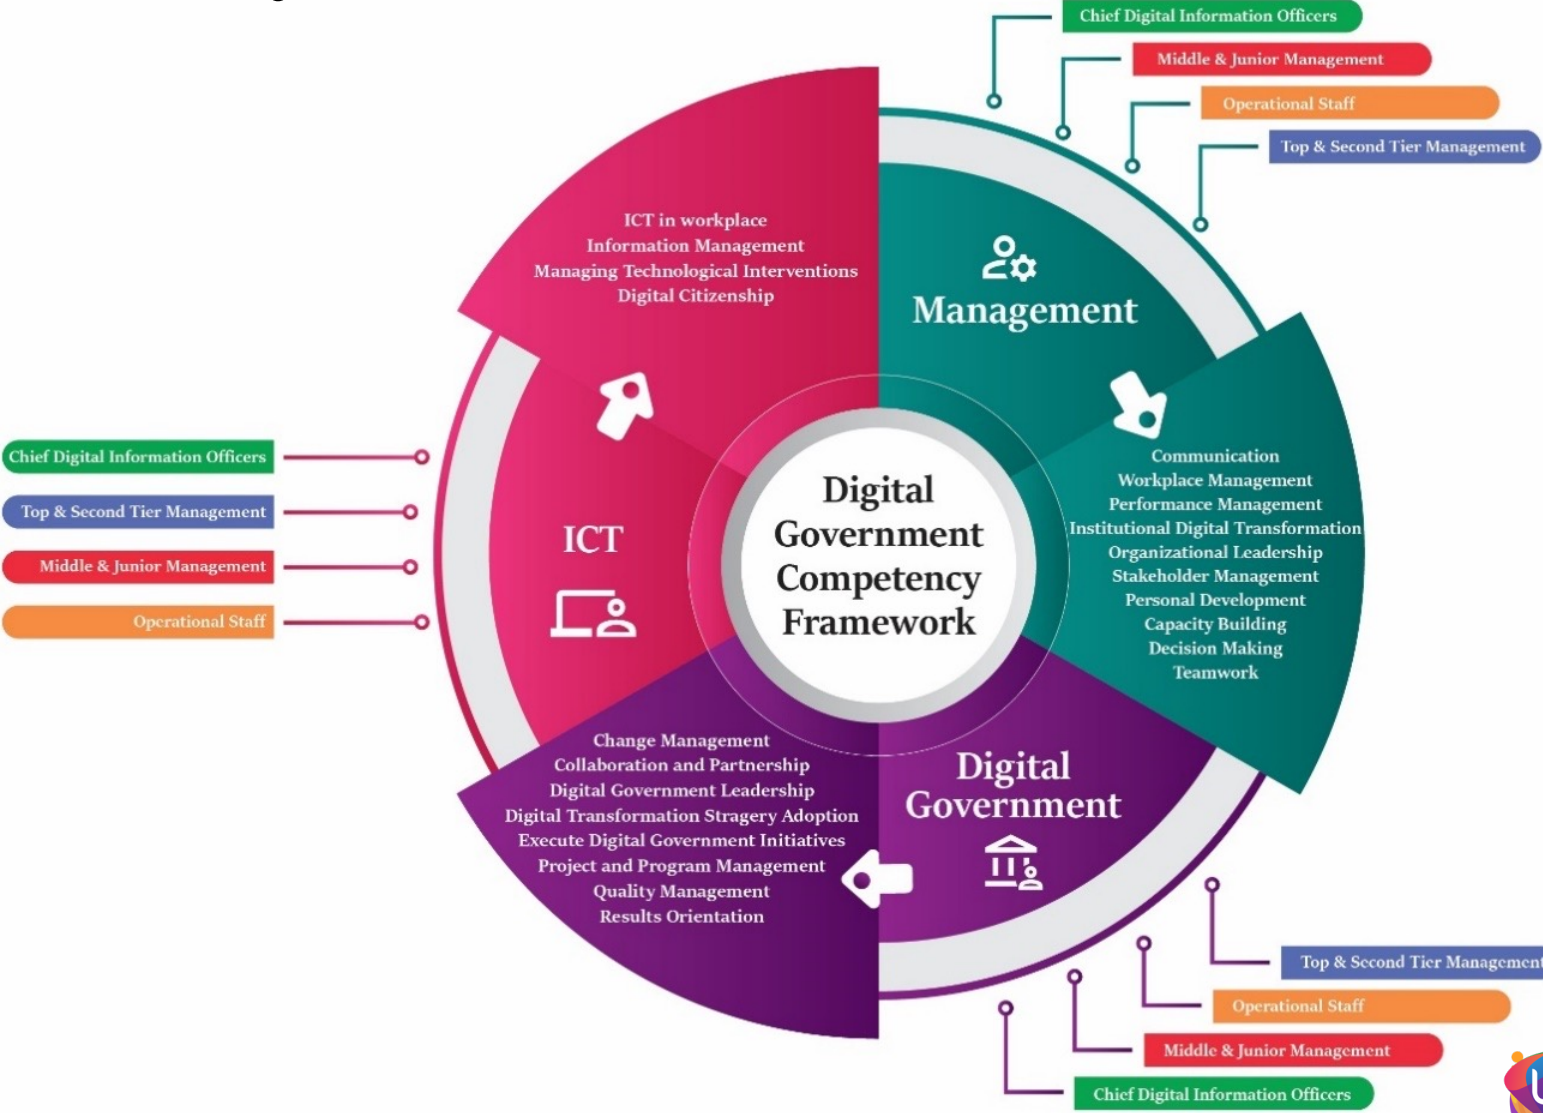 Chief Digital Information Officers
Middle & Junior Management
Operational Staff
Top & Second Tier Management
ICT in workplace
Information Management
Managing Technological Interventions
Digital Citizenship
Management
Communication
Workplace Management
Performance Management
Institutional Digital Transformation
Organizational Leadership
Stakeholder Management
Personal Development
Capacity Building
Decision Making
Teamwork
Chief Digital Information Officers
Top & Second Tier Management
Middle & Junior Management
Operational Staff
ICT
Digital
Government
Competency
Framework
Change Management
Collaboration and Partnership
Digital Government Leadership
Digital Transformation Stragery Adoption
Execute Digital Government Initiatives
Project and Program Management
Quality Management
Results Orientation
Digital
Government
Top & Second Tier Management
Operational Staff
Middle & Junior Management
Chief Digital Information Officers